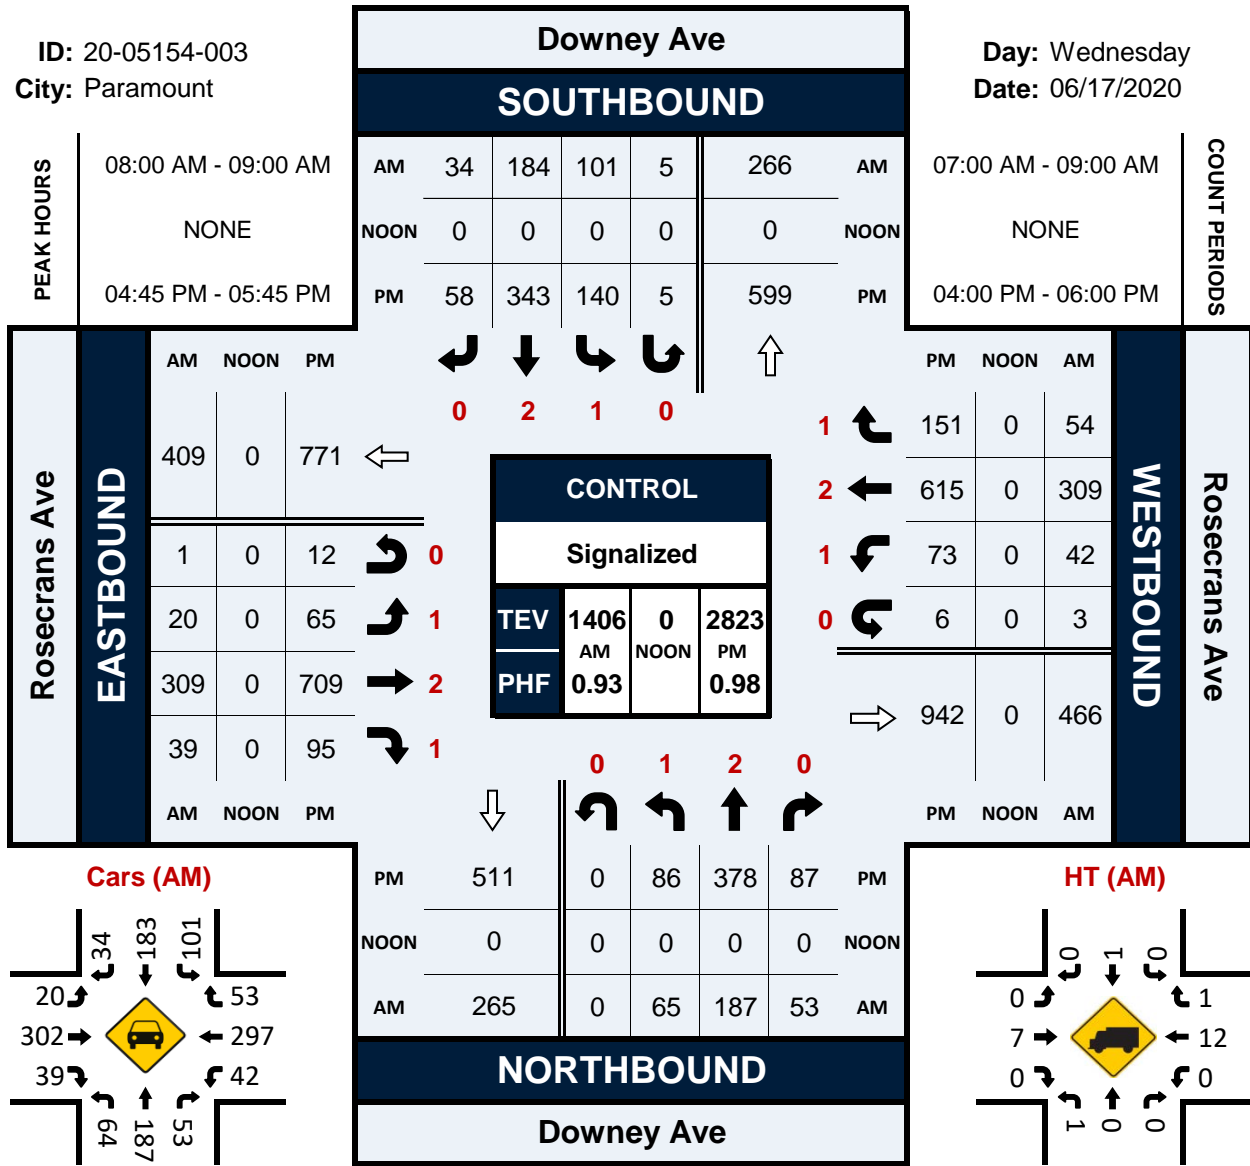 Downey Ave
ID: 20-05154-003
Day: Wednesday
City: Paramount
Date: 06/17/2020
SOUTHBOUND
PEAK HOURS
08:00 AM - 09:00 AM
NONE
04:45 PM - 05:45 PM
AM 34 184 101 5 266 AM
NOON 0 0 0 0 0 NOON
PM 58 343 140 5 599 PM
07:00 AM - 09:00 AM
NONE
04:00 PM - 06:00 PM
COUNT PERIODS
0 2 1 0
Rosecrans Ave
EASTBOUND
AM NOON PM
409 0 771
1 0 12 0
20 0 65 1
309 0 709 2
39 0 95 1
AM NOON PM
CONTROL
Signalized
TEV 1406 0 2823
AM NOON PM
PHF 0.93 0.98
PM NOON AM
1 151 0 54
2 615 0 309
1 73 0 42
0 6 0 3
942 0 466
PM NOON AM
WESTBOUND
Rosecrans Ave
0 1 2 0
PM 511 0 86 378 87 PM
NOON 0 0 0 0 0 NOON
AM 265 0 65 187 53 AM
NORTHBOUND
Downey Ave
Cars (AM)
34 183 101
20 53
302 297
39 42
64 187 53
HT (AM)
0 1 0
0 1
7 12
0 0
1 0 0